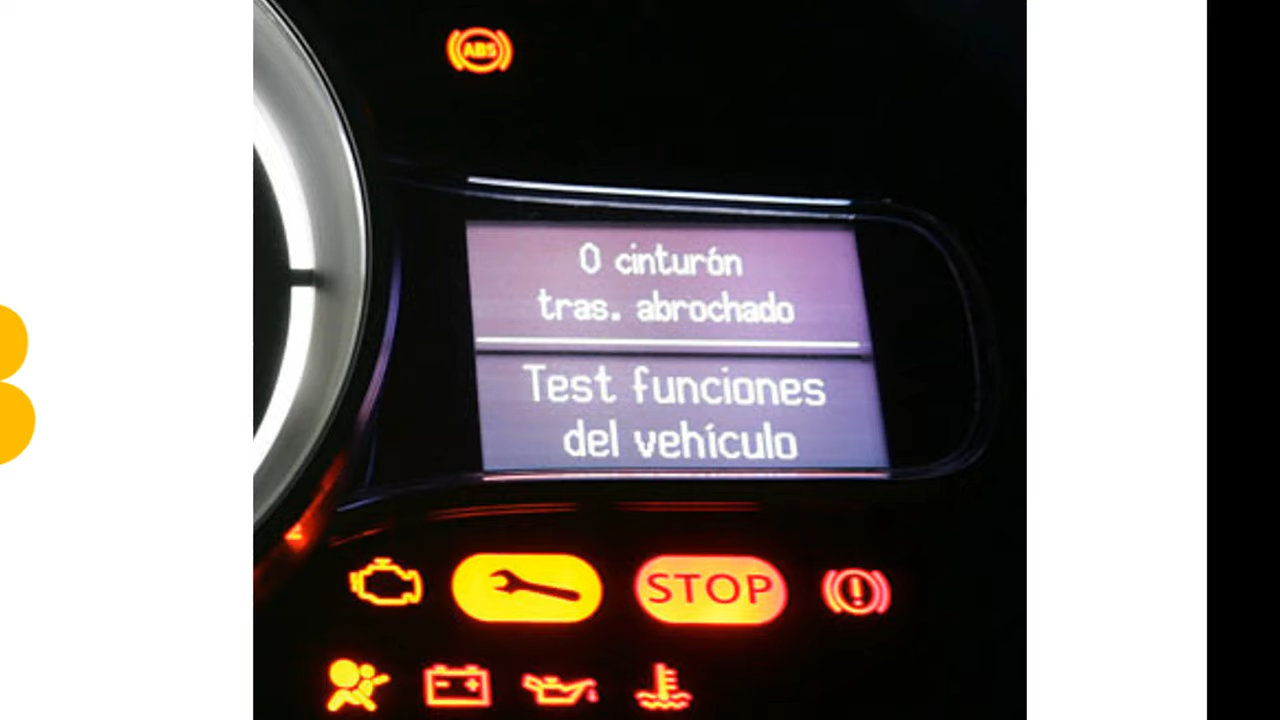 ABS
0 cinturón
tras. abrochado
Test funciones
del vehículo
STOP